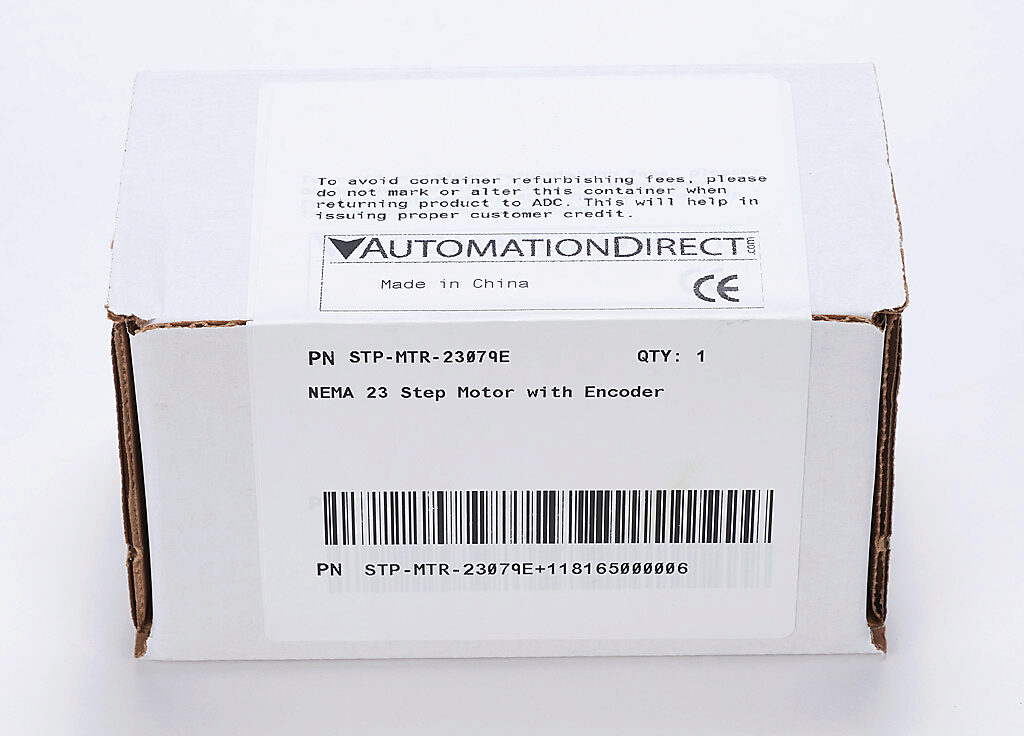 To avoid container refurbishing fees, please
do not mark or alter this container when
returning product to ADC. This will help in
issuing proper customer credit.
AUTOMATIONDIRECT.com
Made in China
CE
PN STP-MTR-23079E QTY: 1
NEMA 23 Step Motor with Encoder
PN STP-MTR-23079E+118165000006